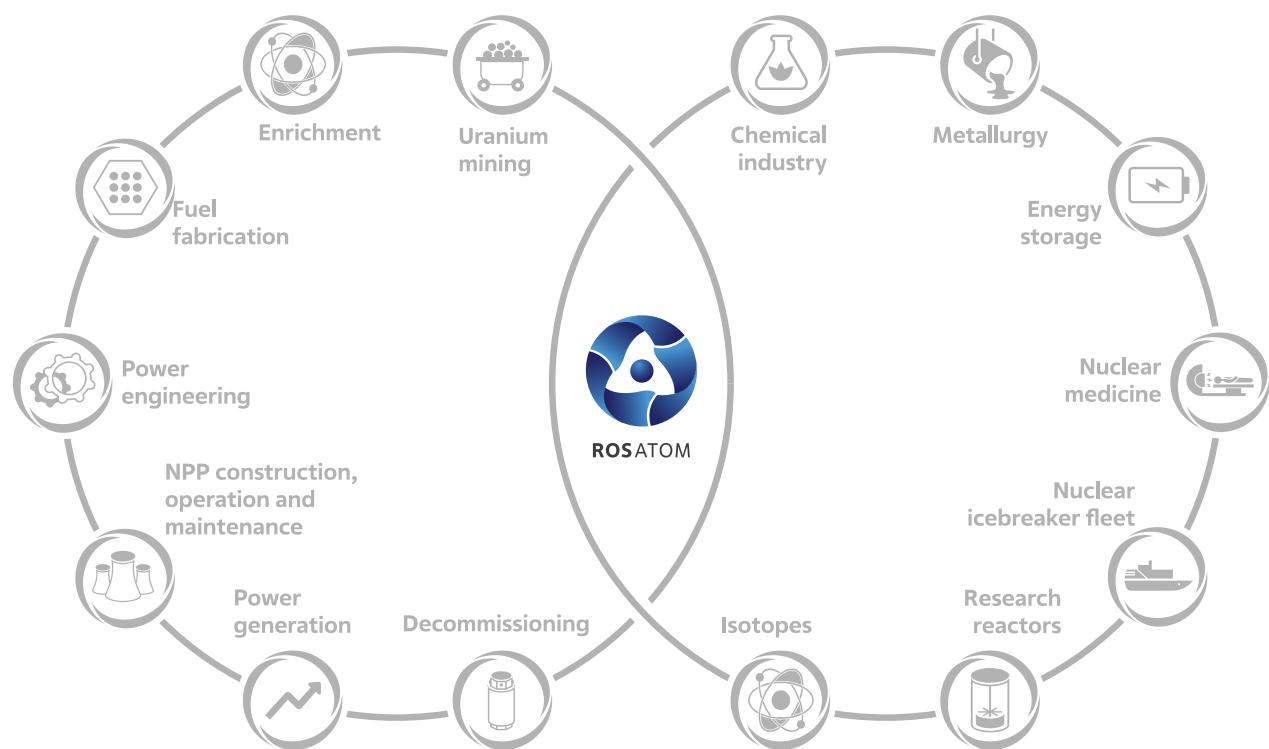 Enrichment
Uranium
mining
Chemical
industry
Metallurgy
Fuel
fabrication
Energy
storage
Power
engineering
Nuclear
medicine
ROSATOM
NPP construction,
operation and
maintenance
Nuclear
icebreaker fleet
Power
generation
Decommissioning
Isotopes
Research
reactors